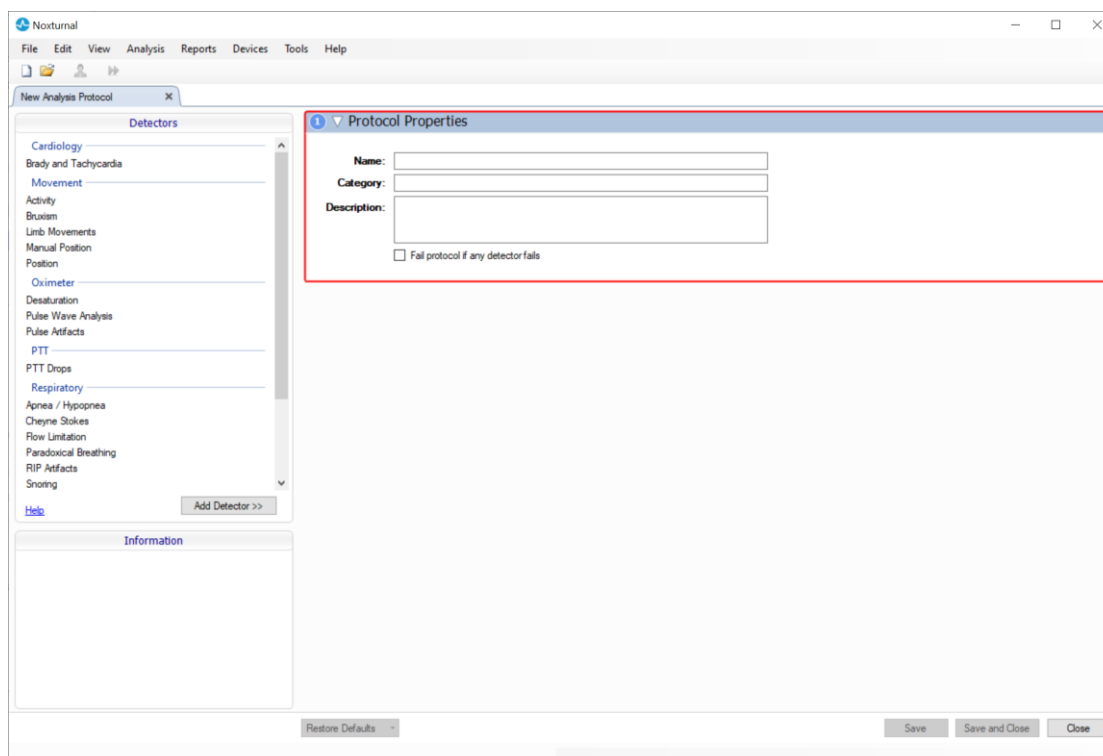 Noxturnal
File Edit View Analysis Reports Devices Tools Help
New Analysis Protocol
Detectors
Cardiology
Brady and Tachycardia
Movement
Activity
Bruxism
Limb Movements
Manual Position
Position
Oximeter
Desaturation
Pulse Wave Analysis
Pulse Artifacts
PTT
PTT Drops
Respiratory
Apnea / Hypopnea
Cheyne Stokes
Flow Limitation
Paradoxical Breathing
RIP Artifacts
Snoring
Help
Add Detector >>
Information
1 Protocol Properties
Name:
Category:
Description:
Fail protocol if any detector fails
Restore Defaults
Save
Save and Close
Close